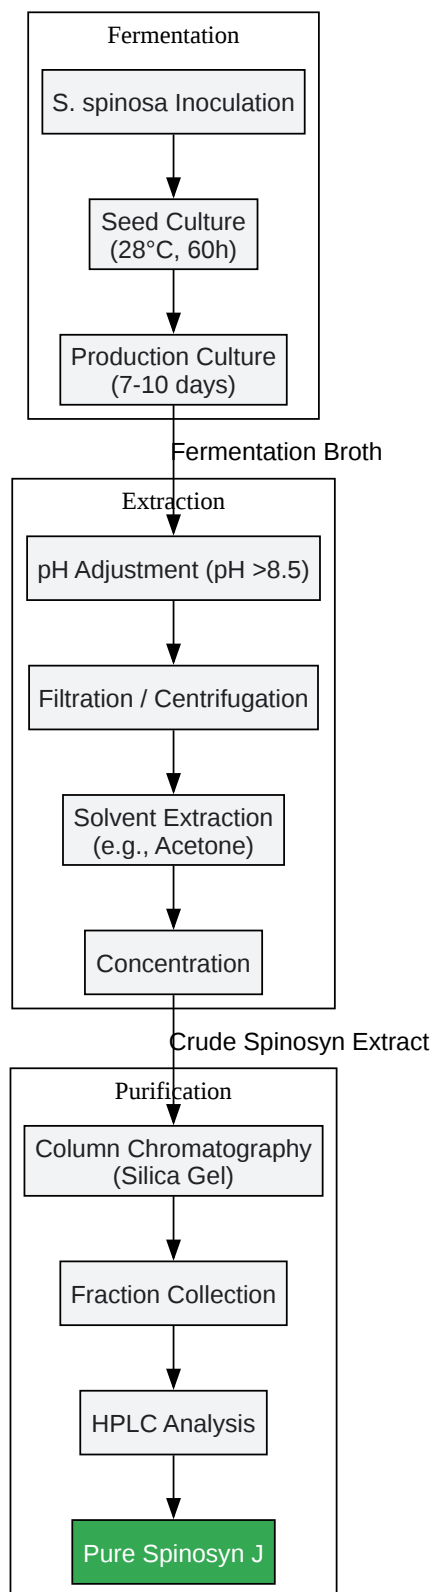 Fermentation
S. spinosa Inoculation
Seed Culture
(28°C, 60h)
Production Culture
(7-10 days)
Fermentation Broth
Extraction
pH Adjustment (pH >8.5)
Filtration / Centrifugation
Solvent Extraction
(e.g., Acetone)
Concentration
Crude Spinosyn Extract
Purification
Column Chromatography
(Silica Gel)
Fraction Collection
HPLC Analysis
Pure Spinosyn J